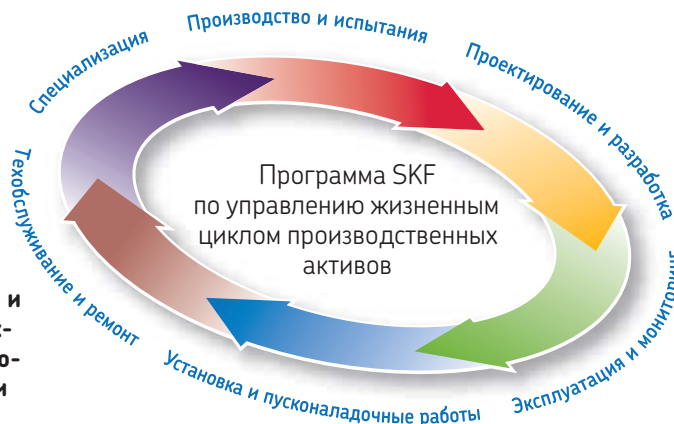 Производство и испытания
Специализация
Проектирование и разработка
Программа SKF
по управлению жизненным
циклом производственных
активов
Техобслуживание и ремонт
Эксплуатация и мониторинг
Установка и пусконаладочные работы
и
и